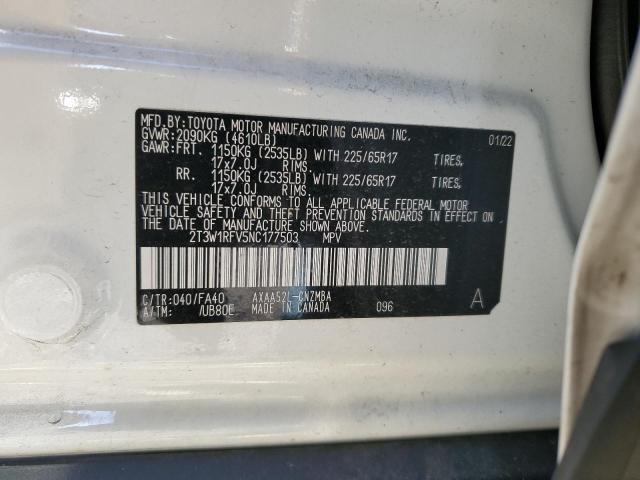 MFD.BY:TOYOTA MOTOR MANUFACTURING CANADA INC. 01/22
GVWR:2090KG (4610LB)
GAWR:FRT. 1150KG (2535LB) WITH 225/65R17 TIRES,
17x7.0J RIMS.
RR. 1150KG (2535LB) WITH 225/65R17 TIRES,
17x7.0J RIMS.
THIS VEHICLE CONFORMS TO ALL APPLICABLE FEDERAL MOTOR
VEHICLE SAFETY AND THEFT PREVENTION STANDARDS IN EFFECT ON
THE DATE OF MANUFACTURE SHOWN ABOVE.
2T3W1RFV5NC177503 MPV
C/TR:040/FA40 AXAA52L-CNZMBA 096 A
A/TM: /UB80E MADE IN CANADA